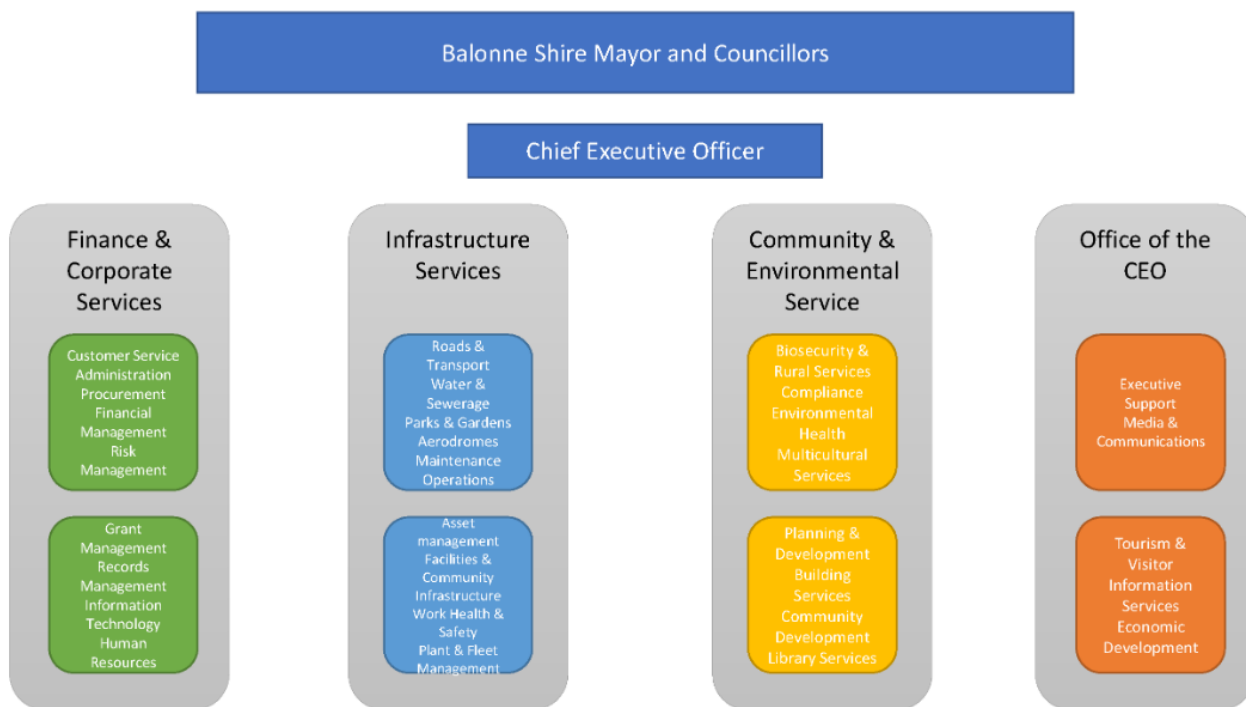 Balonne Shire Mayor and Councillors
Chief Executive Officer
Finance &
Corporate
Services
Customer Service
Administration
Procurement
Financial
Management
Risk
Management
Grant
Management
Records
Management
Information
Technology
Human
Resources
Infrastructure
Services
Roads &
Transport
Water &
Sewerage
Parks & Gardens
Aerodromes
Maintenance
Operations
Asset
management
Facilities &
Community
Infrastructure
Work Health &
Safety
Plant & Fleet
Management
Community &
Environmental
Service
Biosecurity &
Rural Services
Compliance
Environmental
Health
Multicultural
Services
Planning &
Development
Building
Services
Community
Development
Library Services
Office of the
CEO
Executive
Support
Media &
Communications
Tourism &
Visitor
Information
Services
Economic
Development